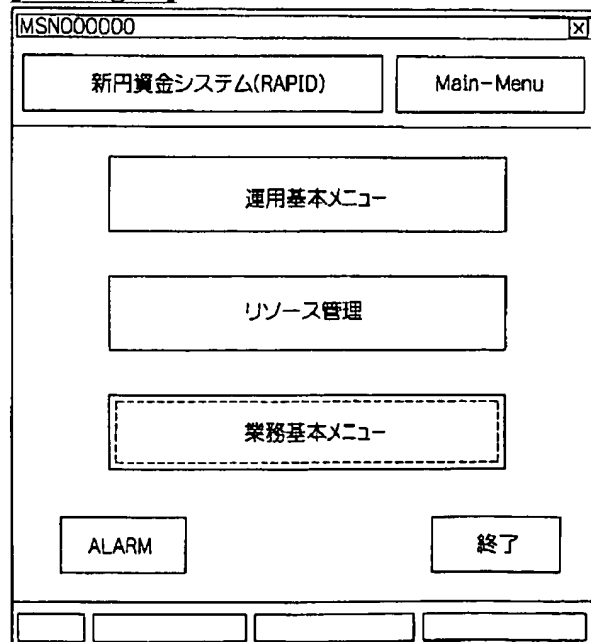 MSN000000
新円資金システム(RAPID)
Main-Menu
運用基本メニュー
リソース管理
業務基本メニュー
ALARM
終了